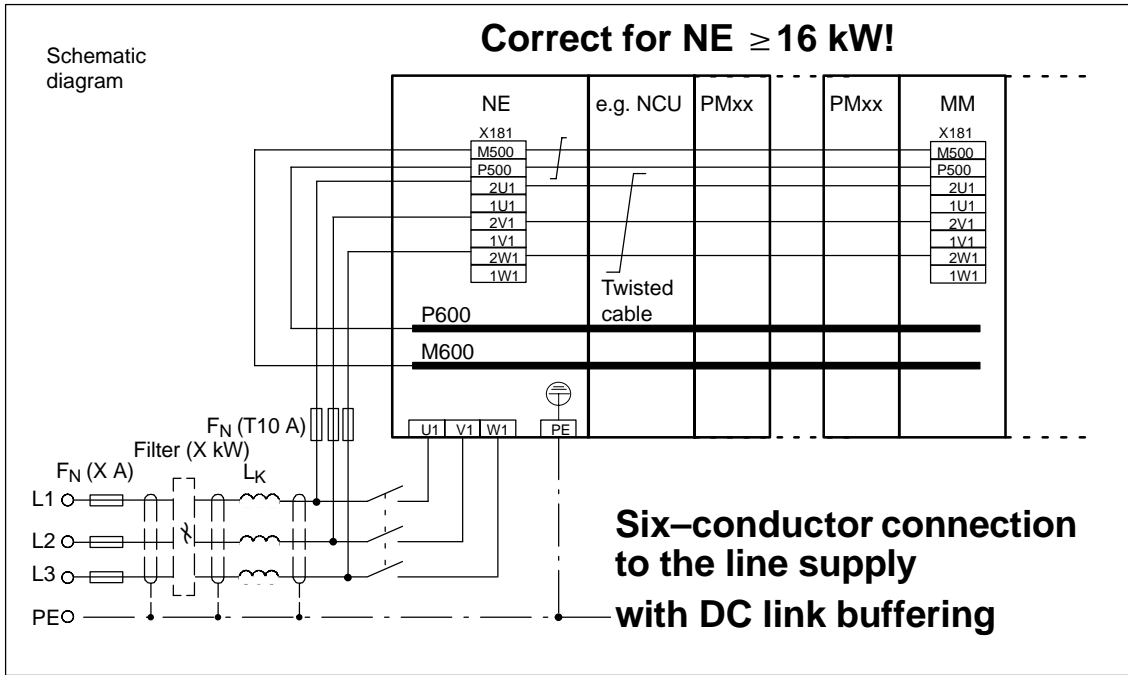 Correct for NE ≥ 16 kW!
Schematic
diagram
NE
e.g. NCU
PMxx
PMxx
MM
X181
M500
P500
2U1
1U1
2V1
1V1
2W1
1W1
X181
M500
P500
2U1
1U1
2V1
1V1
2W1
1W1
Twisted
cable
P600
M600
FN (T10 A)
U1 V1 W1 PE
Filter (X kW)
FN (X A)
LK
L1
L2
L3
PE
Six–conductor connection
to the line supply
with DC link buffering